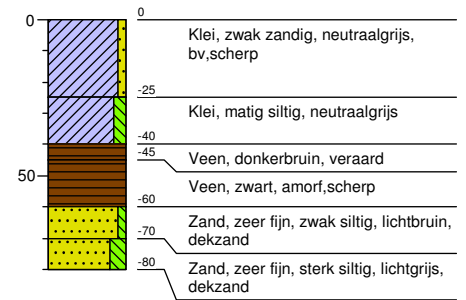 0
0
Klei, zwak zandig, neutraalgrijs,
bv,scherp
-25
Klei, matig siltig, neutraalgrijs
-40
-45
Veen, donkerbruin, veraard
50
Veen, zwart, amorf,scherp
-60
Zand, zeer fijn, zwak siltig, lichtbruin,
dekzand
-70
Zand, zeer fijn, sterk siltig, lichtgrijs,
dekzand
-80